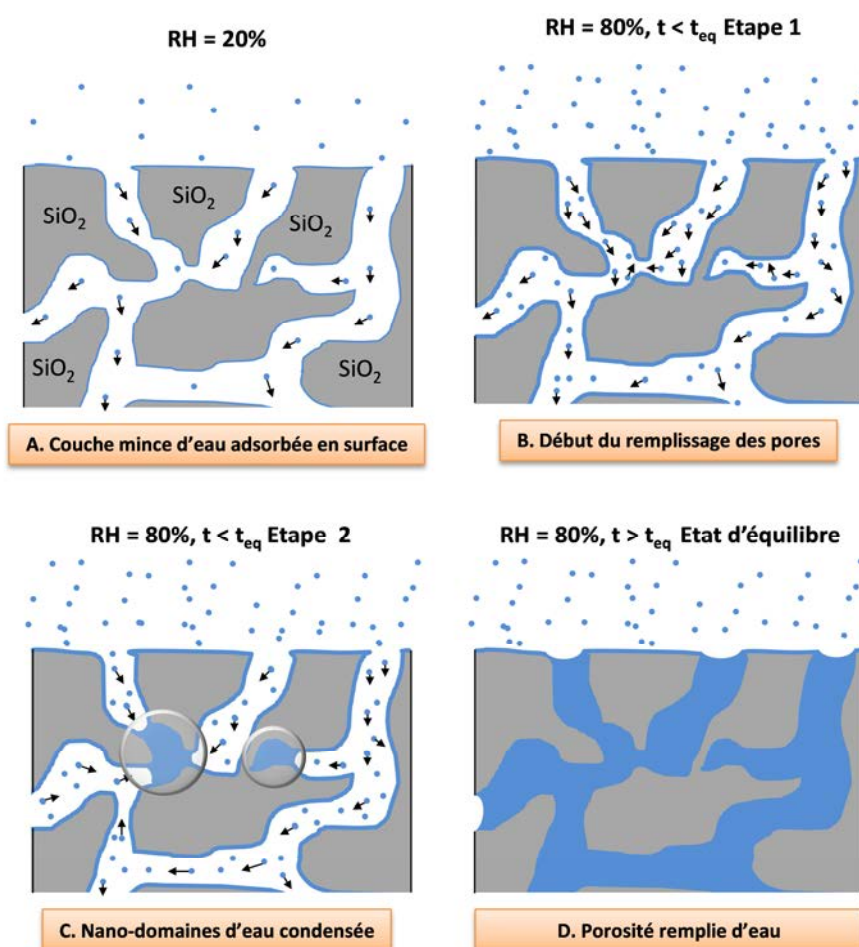 RH = 20%
SiO2
SiO2
SiO2
SiO2
SiO2
A. Couche mince d'eau adsorbée en surface
RH = 80%, t < teq Etape 1
B. Début du remplissage des pores
RH = 80%, t < teq Etape 2
C. Nano-domaines d'eau condensée
RH = 80%, t > teq Etat d'équilibre
D. Porosité remplie d'eau